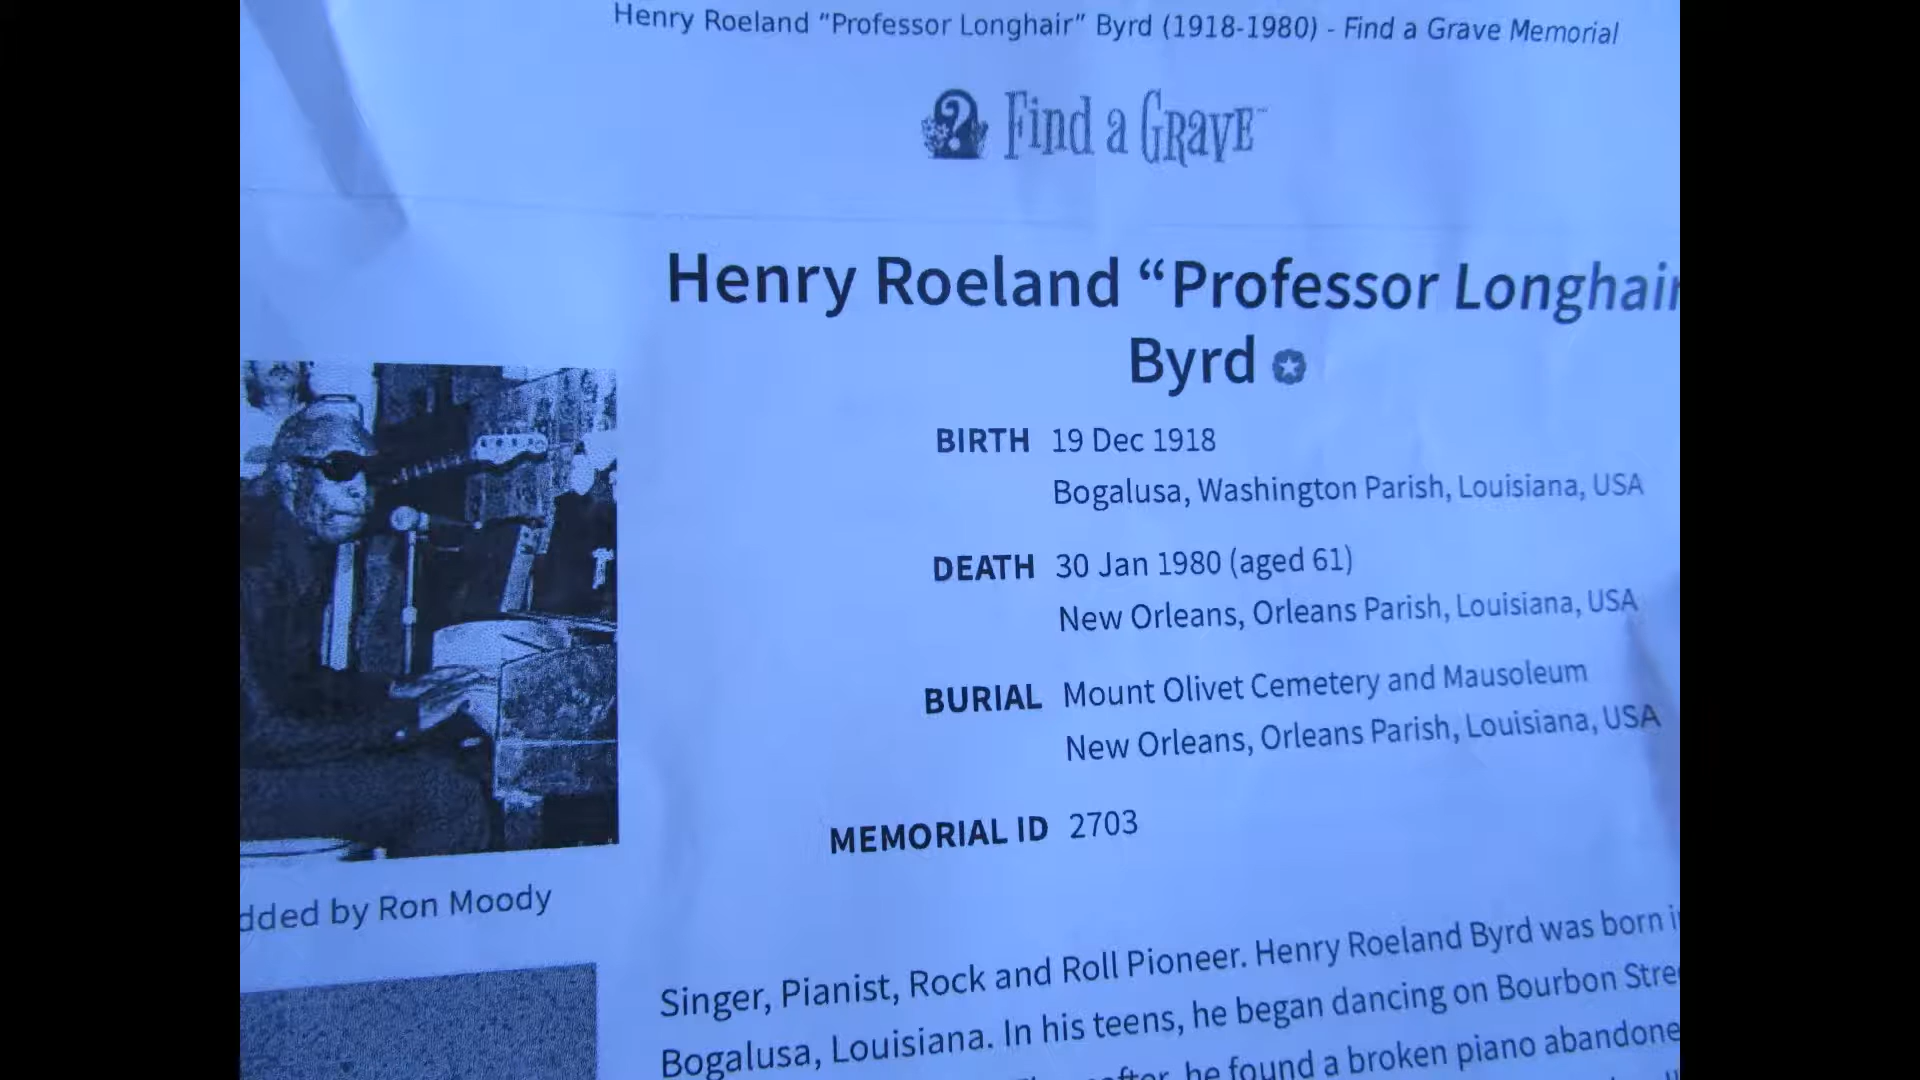 Henry Roeland “Professor Longhair” Byrd (1918-1980) - Find a Grave Memorial
Find a Grave™
Henry Roeland “Professor Longhair
Byrd
BIRTH 19 Dec 1918
Bogalusa, Washington Parish, Louisiana, USA
DEATH 30 Jan 1980 (aged 61)
New Orleans, Orleans Parish, Louisiana, USA
BURIAL Mount Olivet Cemetery and Mausoleum
New Orleans, Orleans Parish, Louisiana, USA
MEMORIAL ID 2703
dded by Ron Moody
Singer, Pianist, Rock and Roll Pioneer. Henry Roeland Byrd was born i
Bogalusa, Louisiana. In his teens, he began dancing on Bourbon Stre
he found a broken piano abandone